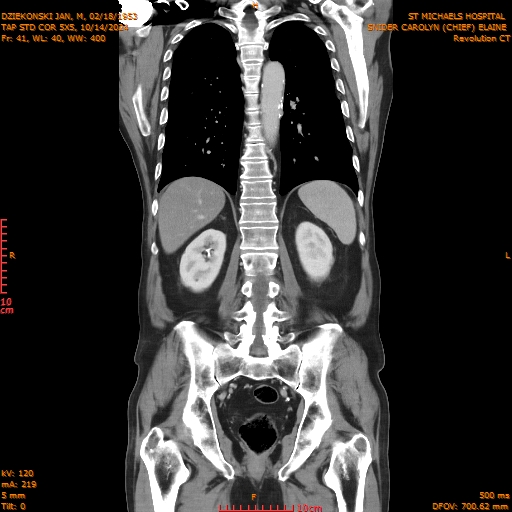 DZIEKONSKI JAN, M, 02/18/1953
TAP STD COR 5X5, 10/14/2024
Fr: 41, WL: 40, WW: 400
ST MICHAELS HOSPITAL
SNIDER CAROLYN (CHIEF) ELAINE
Revolution CT
R
L
10
cm
kV: 120
mA: 219
5 mm
Tilt: 0
F
10cm
500 ms
DFOV: 700.62 mm